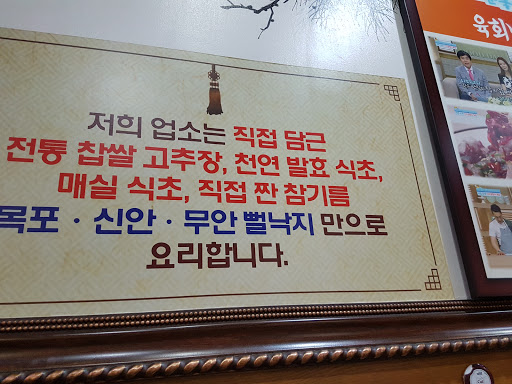 저희 업소는 직접 담근
전통 찹쌀 고추장, 천연 발효 식초,
매실 식초, 직접 짠 참기름
목포 · 신안 · 무안 뻘낙지 만으로
요리합니다.
육회